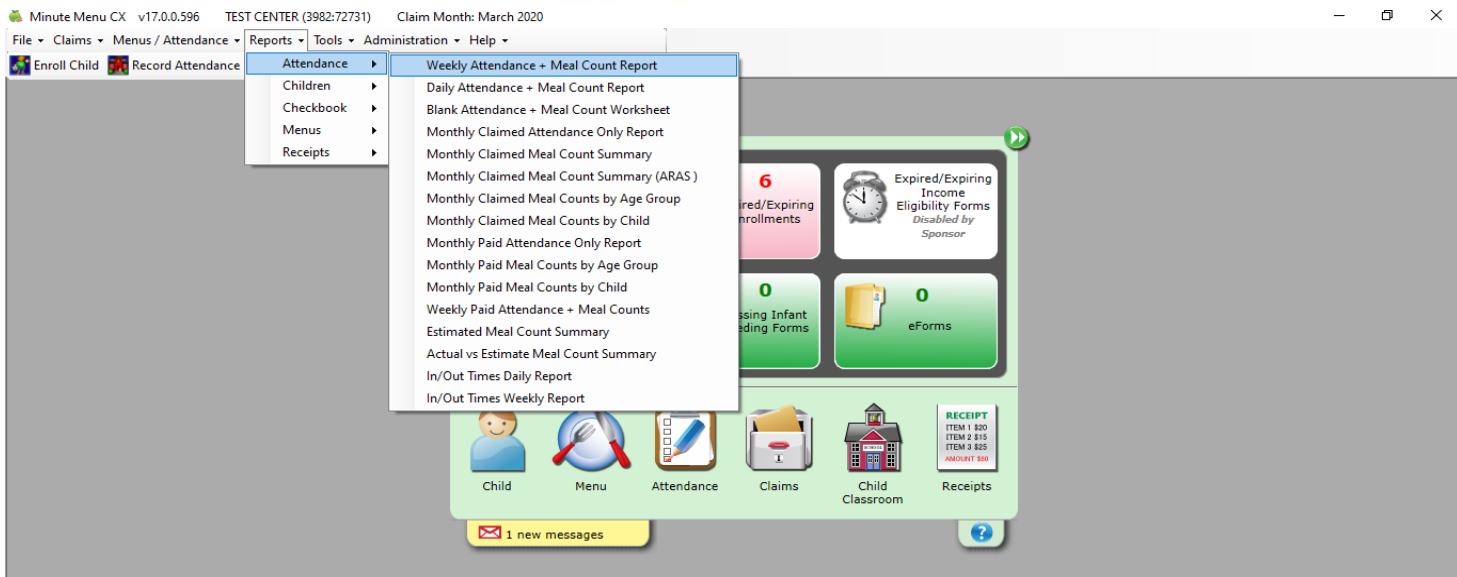 Minute Menu CX v17.0.0.596 TEST CENTER (3982:72731) Claim Month: March 2020
File Claims Menus / Attendance Reports Tools Administration Help
Enroll Child Record Attendance
Attendance
Children
Checkbook
Menus
Receipts
Weekly Attendance + Meal Count Report
Daily Attendance + Meal Count Report
Blank Attendance + Meal Count Worksheet
Monthly Claimed Attendance Only Report
Monthly Claimed Meal Count Summary
Monthly Claimed Meal Count Summary (ARAS )
Monthly Claimed Meal Counts by Age Group
Monthly Claimed Meal Counts by Child
Monthly Paid Attendance Only Report
Monthly Paid Meal Counts by Age Group
Monthly Paid Meal Counts by Child
Weekly Paid Attendance + Meal Counts
Estimated Meal Count Summary
Actual vs Estimate Meal Count Summary
In/Out Times Daily Report
In/Out Times Weekly Report
6
ired/Expiring
nrollments
Expired/Expiring
Income
Eligibility Forms
Disabled by
Sponsor
0
ssing Infant
eding Forms
0
eForms
SCHOOL
RECEIPT
ITEM 1 $20
ITEM 2 $15
ITEM 3 $25
AMOUNT $60
Child
Menu
Attendance
Claims
Child
Classroom
Receipts
1 new messages
?